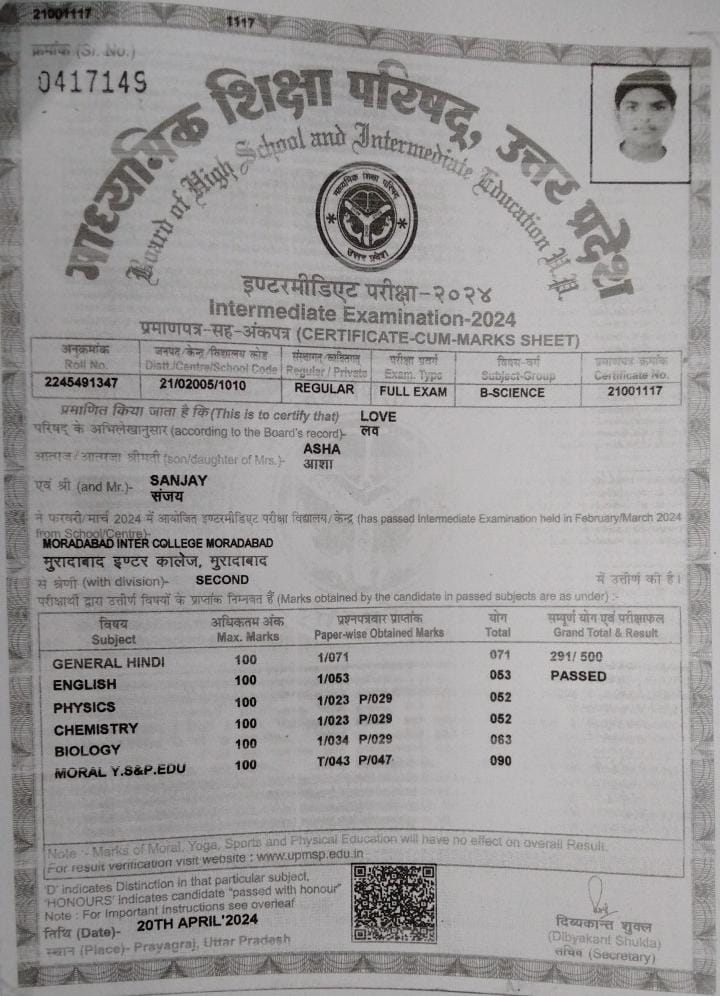 21001117
1117
क्रमांक (Sr. No.)
0417149
माध्यमिक शिक्षा परिषद्, उत्तर प्रदेश
Board of High School and Intermediate Education U.P.
माध्यमिक शिक्षा परिषद
उत्तर प्रदेश
इण्टरमीडिएट परीक्षा-२०२४
Intermediate Examination-2024
प्रमाणपत्र-सह-अंकपत्र (CERTIFICATE-CUM-MARKS SHEET)
अनुक्रमांक जनपद/केन्द्र/विद्यालय कोड संस्थागत/व्यक्तिगत परीक्षा प्रवर्ग विषय-वर्ग प्रमाणपत्र क्रमांक
Roll No. Distt./Centre/School Code Regular / Private Exam. Type Subject-Group Certificate No.
2245491347 21/02005/1010 REGULAR FULL EXAM B-SCIENCE 21001117
प्रमाणित किया जाता है कि (This is to certify that) LOVE
परिषद् के अभिलेखानुसार (according to the Board's record)- लव
ASHA
आत्मज/आत्मजा श्रीमती (son/daughter of Mrs.)- आशा
एवं श्री (and Mr.)- SANJAY
संजय
ने फरवरी/मार्च 2024 में आयोजित इण्टरमीडिएट परीक्षा विद्यालय/केन्द्र (has passed Intermediate Examination held in February/March 2024
from School/Centre)-
MORADABAD INTER COLLEGE MORADABAD
मुरादाबाद इण्टर कालेज, मुरादाबाद
से श्रेणी (with division)- SECOND में उत्तीर्ण की है।
परीक्षार्थी द्वारा उत्तीर्ण विषयों के प्राप्तांक निम्नवत हैं (Marks obtained by the candidate in passed subjects are as under) :-
विषय अधिकतम अंक प्रश्नपत्रवार प्राप्तांक योग सम्पूर्ण योग एवं परीक्षाफल
Subject Max. Marks Paper-wise Obtained Marks Total Grand Total & Result
GENERAL HINDI 100 1/071 071 291/ 500
ENGLISH 100 1/053 053 PASSED
PHYSICS 100 1/023 P/029 052
CHEMISTRY 100 1/023 P/029 052
BIOLOGY 100 1/034 P/029 063
MORAL Y.S&P.EDU 100 T/043 P/047 090
Note :- Marks of Moral, Yoga, Sports and Physical Education will have no effect on overall Result.
For result verification visit website : www.upmsp.edu.in
'D' indicates Distinction in that particular subject,
'HONOURS' indicates candidate "passed with honour"
Note : For Important Instructions see overleaf
तिथि (Date)- 20TH APRIL'2024
स्थान (Place)- Prayagraj, Uttar Pradesh
दिव्यकान्त शुक्ल
(Dibyakant Shukla)
सचिव (Secretary)